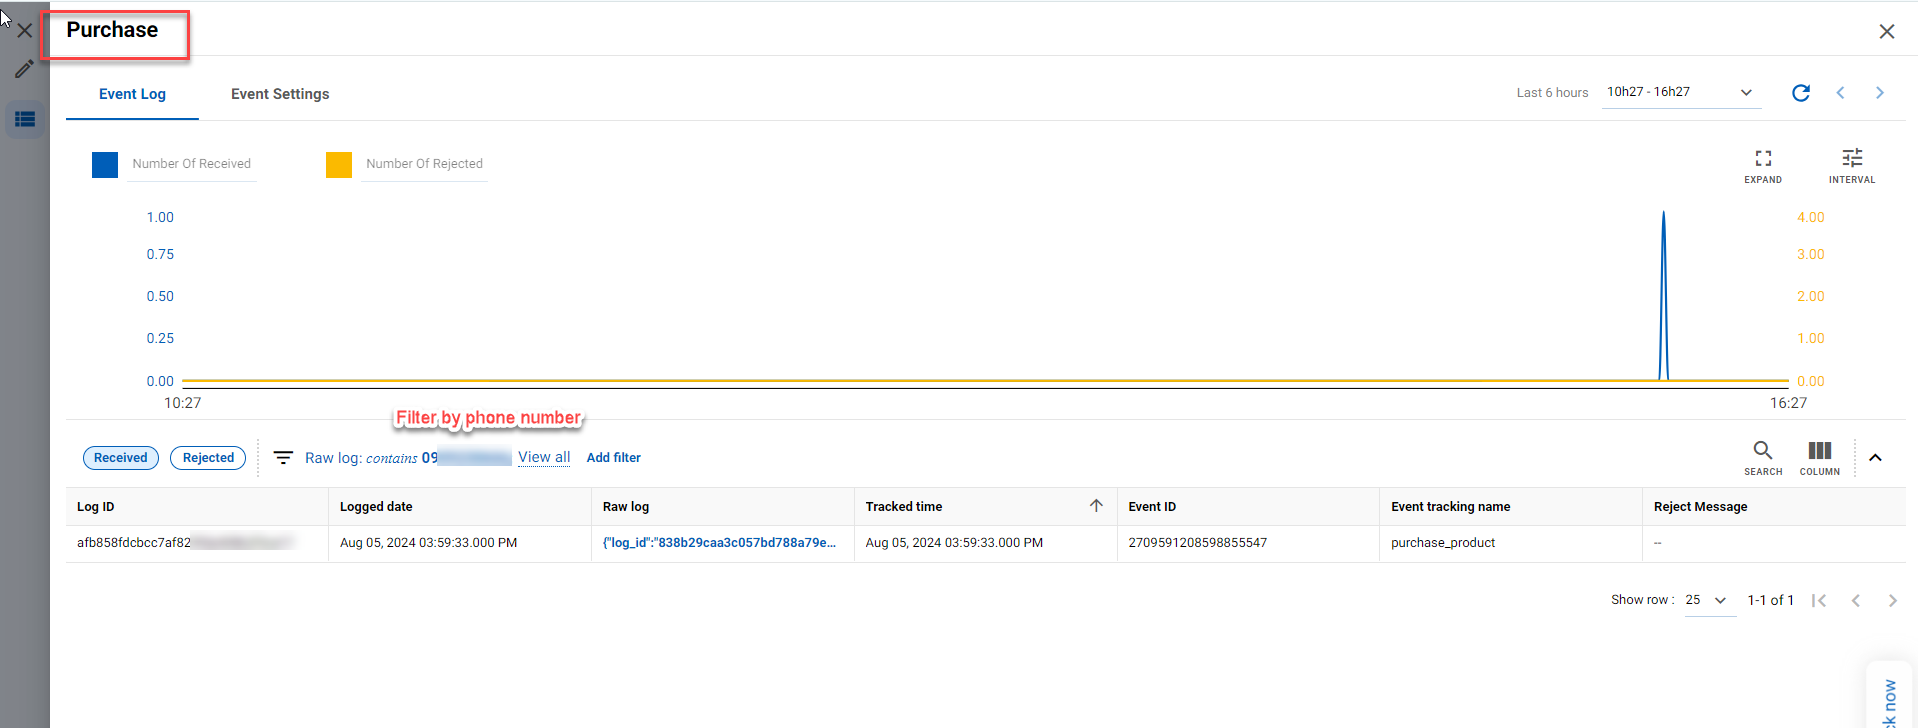 Purchase
Event Log
Event Settings
Last 6 hours
10h27 - 16h27
Number Of Received
Number Of Rejected
EXPAND
INTERVAL
1.00
4.00
0.75
3.00
0.50
2.00
0.25
1.00
0.00
0.00
10:27
16:27
Filter by phone number
Received
Rejected
Raw log: contains 09
View all
Add filter
SEARCH
COLUMN
Log ID
Logged date
Raw log
Tracked time
Event ID
Event tracking name
Reject Message
afb858fdcbcc7af82
Aug 05, 2024 03:59:33.000 PM
{"log_id":"838b29caa3c057bd788a79e...
Aug 05, 2024 03:59:33.000 PM
2709591208598855547
purchase_product
--
Show row :
25
1-1 of 1
ck now